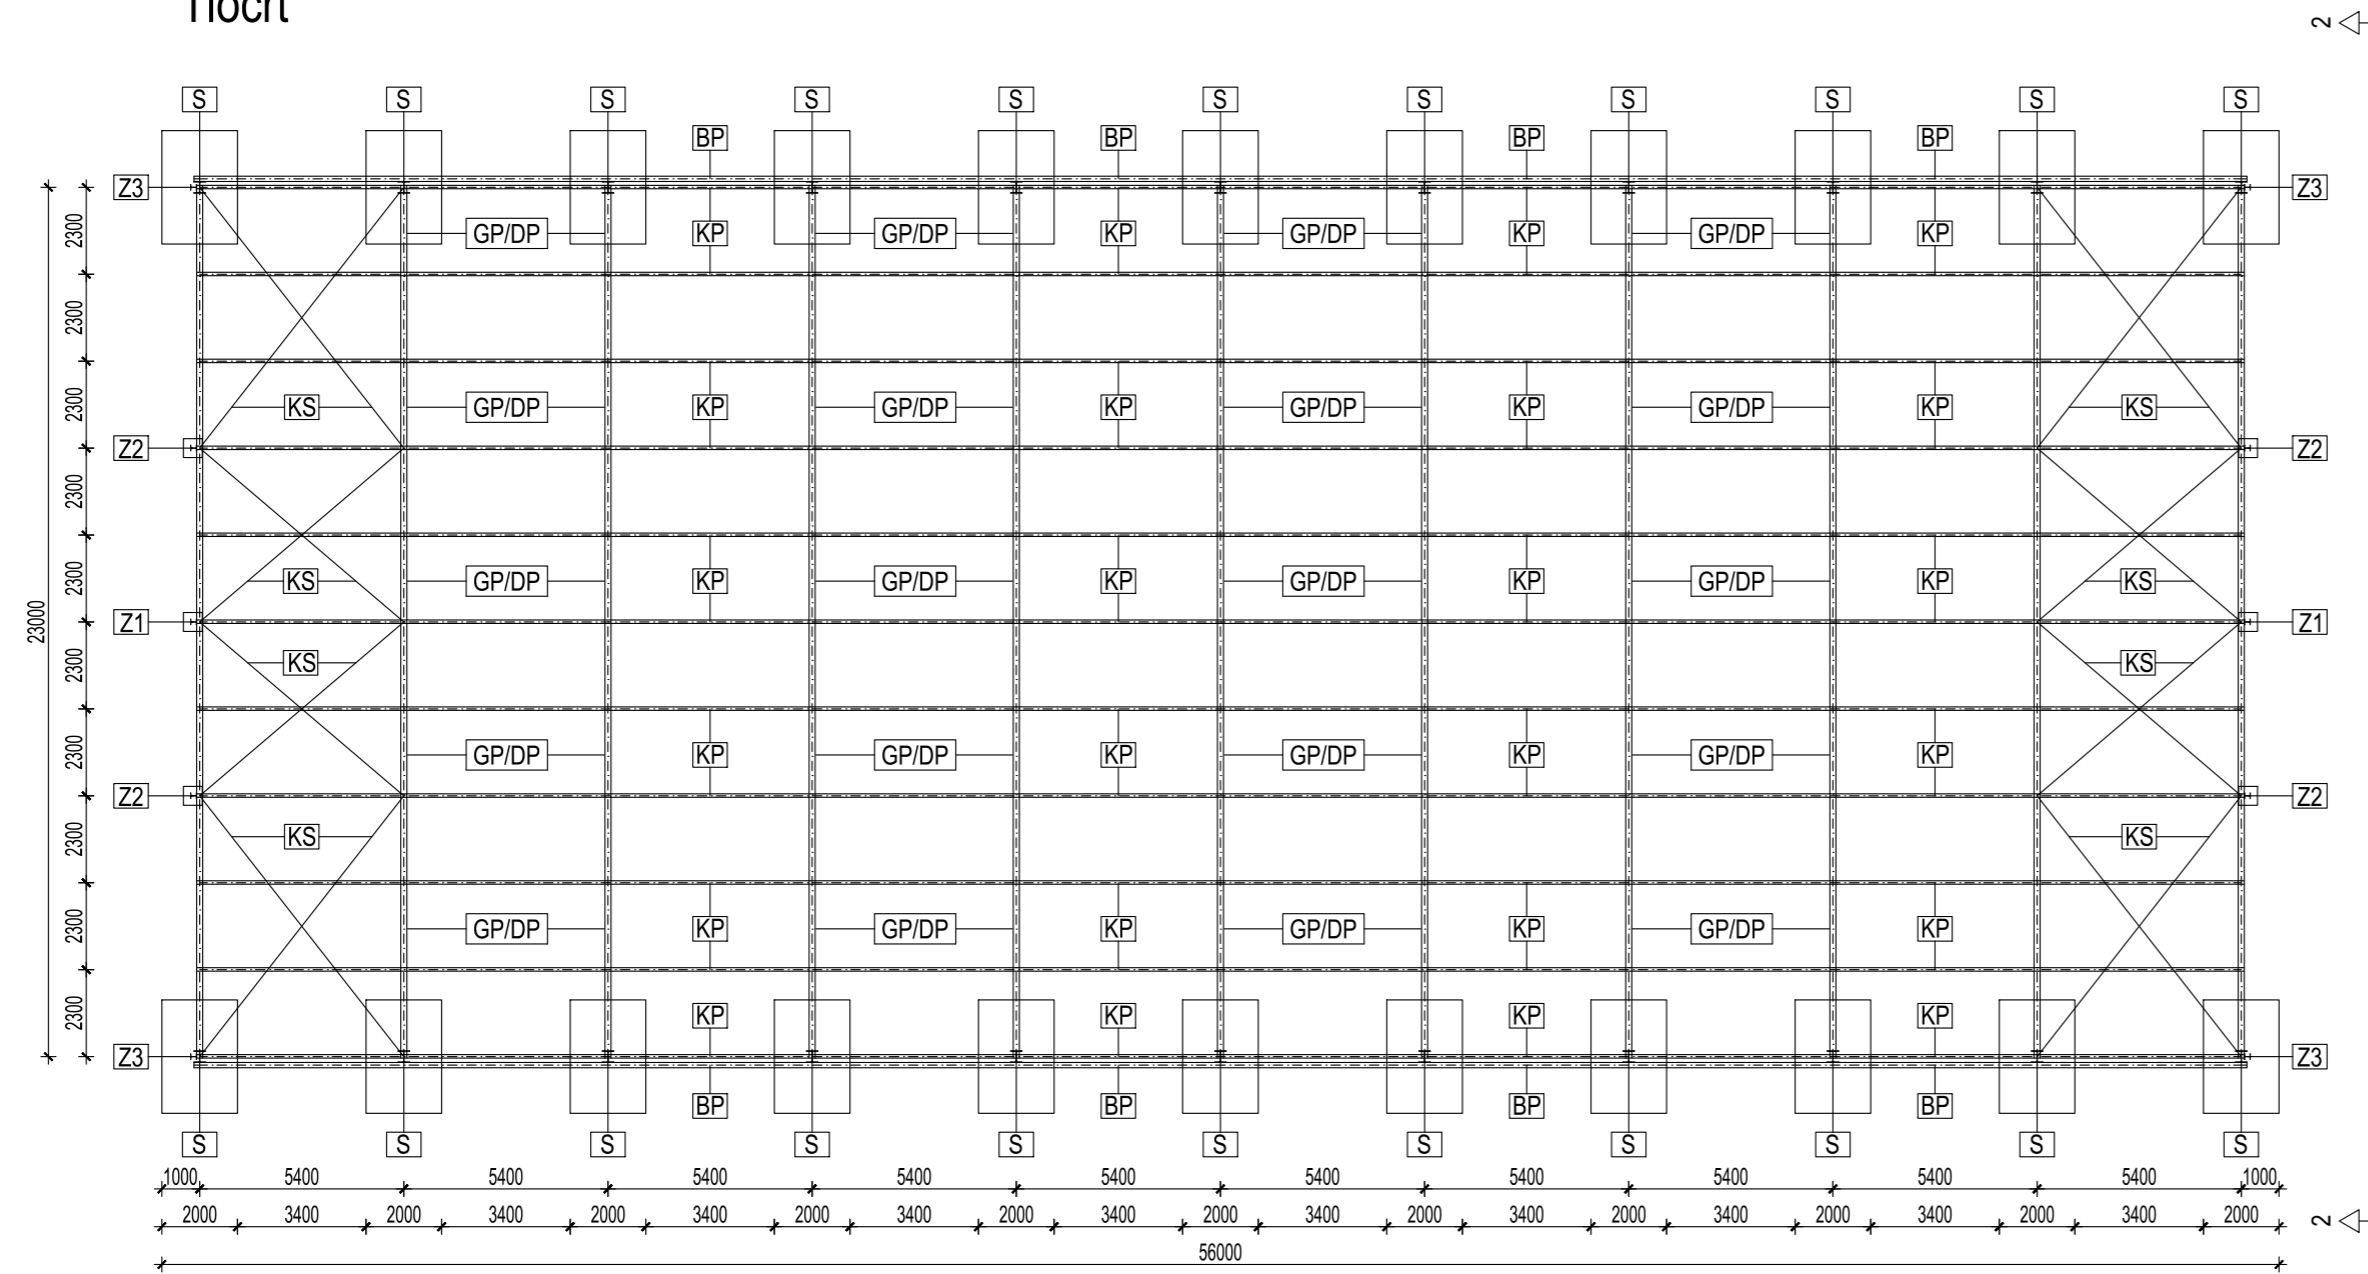 Tlocrt
2
S S S S S S S S S S S
BP BP BP BP
Z3 Z3
2300 GP/DP KP GP/DP KP GP/DP KP GP/DP KP
2300
2300 KS GP/DP KP GP/DP KP GP/DP KP GP/DP KP KS
Z2 Z2
2300
2300 KS GP/DP KP GP/DP KP GP/DP KP GP/DP KP KS
23000
Z1 Z1
2300 KS KS
2300 GP/DP KP GP/DP KP GP/DP KP GP/DP KP
Z2 Z2
2300 KS KS
2300 GP/DP KP GP/DP KP GP/DP KP GP/DP KP
2300 KP KP KP KP
Z3 Z3
BP BP BP BP
S S S S S S S S S S S
1000 5400 5400 5400 5400 5400 5400 5400 5400 5400 5400 1000
2000 3400 2000 3400 2000 3400 2000 3400 2000 3400 2000 3400 2000 3400 2000 3400 2000 3400 2000 3400 2000
2
56000